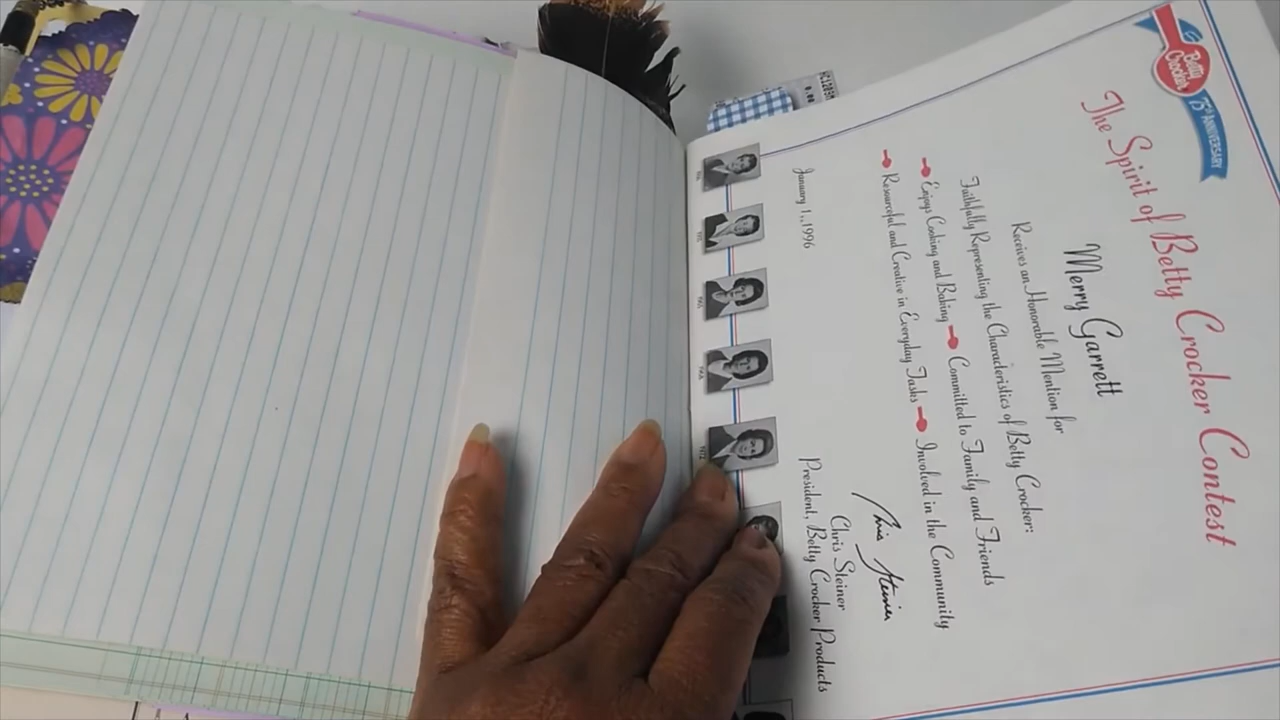 Betty Crocker
75th ANNIVERSARY
The Spirit of Betty Crocker Contest
Merry Garrett
Receives an Honorable Mention for
Faithfully Representing the Characteristics of Betty Crocker:
Enjoys Cooking and Baking Committed to Family and Friends
Resourceful and Creative in Everyday Tasks Involved in the Community
Chris Steiner
January 1, 1996
Chris Steiner
President, Betty Crocker Products